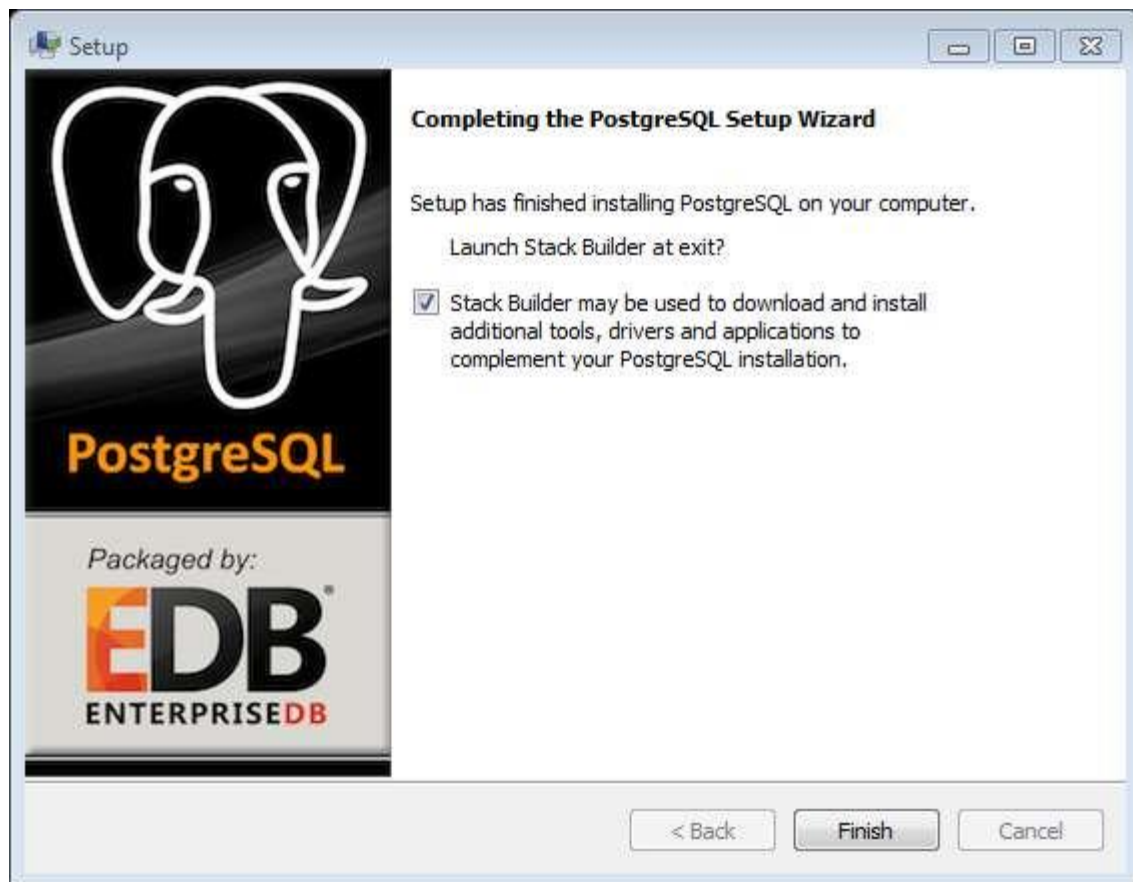 Setup
Completing the PostgreSQL Setup Wizard
Setup has finished installing PostgreSQL on your computer.
Launch Stack Builder at exit?
Stack Builder may be used to download and install
additional tools, drivers and applications to
complement your PostgreSQL installation.
PostgreSQL
Packaged by:
EDB®
ENTERPRISEDB
< Back
Finish
Cancel